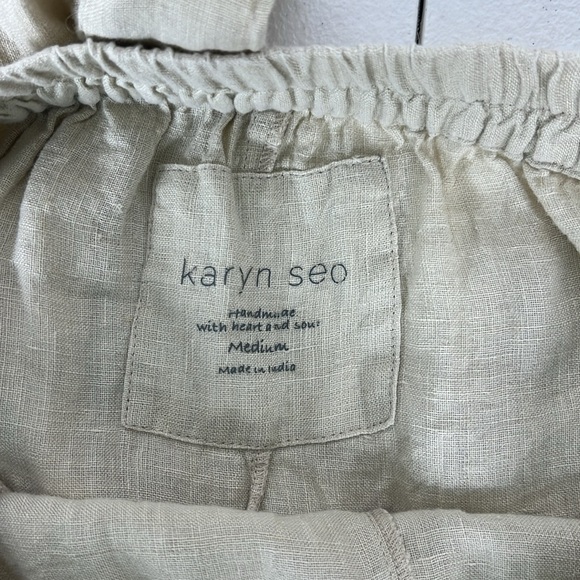 karyn seo
Handmade
with heart and soul
Medium
Made in India